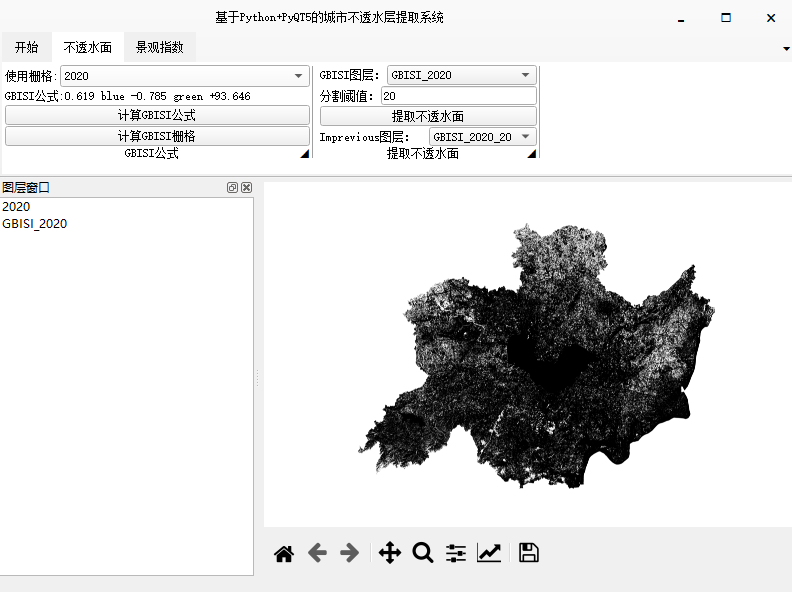 基于Python+PyQT5的城市不透水层提取系统
开始 不透水面 景观指数
使用栅格: 2020
GBISI公式:0.619 blue -0.785 green +93.646
计算GBISI公式
计算GBISI栅格
GBISI公式
GBISI图层: GBISI_2020
分割阈值: 20
提取不透水面
Imprevious图层: GBISI_2020_20
提取不透水面
图层窗口
2020
GBISI_2020